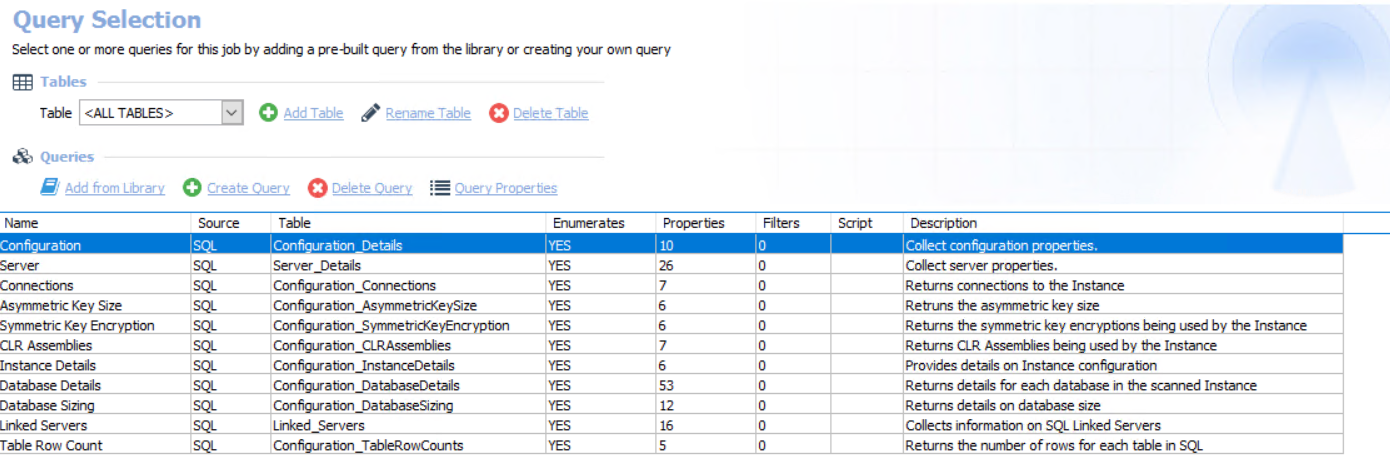 Query Selection
Select one or more queries for this job by adding a pre-built query from the library or creating your own query
Tables
Table <ALL TABLES> Add Table Rename Table Delete Table
Queries
Add from Library Create Query Delete Query Query Properties
Name Source Table Enumerates Properties Filters Script Description
Configuration SQL Configuration_Details YES 10 0 Collect configuration properties.
Server SQL Server_Details YES 26 0 Collect server properties.
Connections SQL Configuration_Connections YES 7 0 Returns connections to the Instance
Asymmetric Key Size SQL Configuration_AsymmetricKeySize YES 6 0 Retruns the asymmetric key size
Symmetric Key Encryption SQL Configuration_SymmetricKeyEncryption YES 6 0 Returns the symmetric key encryptions being used by the Instance
CLR Assemblies SQL Configuration_CLRAssemblies YES 7 0 Returns CLR Assemblies being used by the Instance
Instance Details SQL Configuration_InstanceDetails YES 6 0 Provides details on Instance configuration
Database Details SQL Configuration_DatabaseDetails YES 53 0 Returns details for each database in the scanned Instance
Database Sizing SQL Configuration_DatabaseSizing YES 12 0 Returns details on database size
Linked Servers SQL Linked_Servers YES 16 0 Collects information on SQL Linked Servers
Table Row Count SQL Configuration_TableRowCounts YES 5 0 Returns the number of rows for each table in SQL